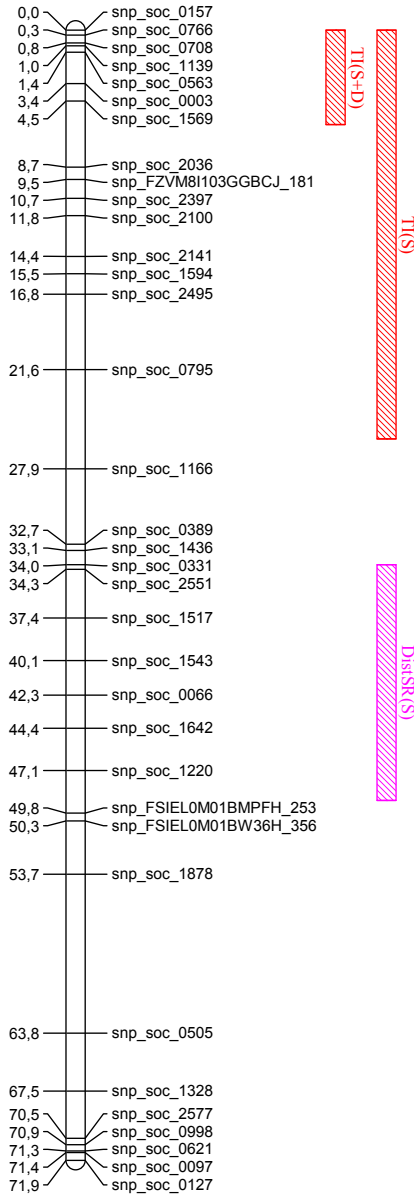 0,0 snp_soc_0157
0,3 snp_soc_0766
0,8 snp_soc_0708
1,0 snp_soc_1139
1,4 snp_soc_0563
3,4 snp_soc_0003
4,5 snp_soc_1569
8,7 snp_soc_2036
9,5 snp_FZVM8I103GGBCJ_181
10,7 snp_soc_2397
11,8 snp_soc_2100
14,4 snp_soc_2141
15,5 snp_soc_1594
16,8 snp_soc_2495
21,6 snp_soc_0795
27,9 snp_soc_1166
32,7 snp_soc_0389
33,1 snp_soc_1436
34,0 snp_soc_0331
34,3 snp_soc_2551
37,4 snp_soc_1517
40,1 snp_soc_1543
42,3 snp_soc_0066
44,4 snp_soc_1642
47,1 snp_soc_1220
49,8 snp_FSIEL0M01BMPFH_253
50,3 snp_FSIEL0M01BW36H_356
53,7 snp_soc_1878
63,8 snp_soc_0505
67,5 snp_soc_1328
70,5 snp_soc_2577
70,9 snp_soc_0998
71,3 snp_soc_0621
71,4 snp_soc_0097
71,9 snp_soc_0127
TI(S+D)
TI(S)
DistSR(S)